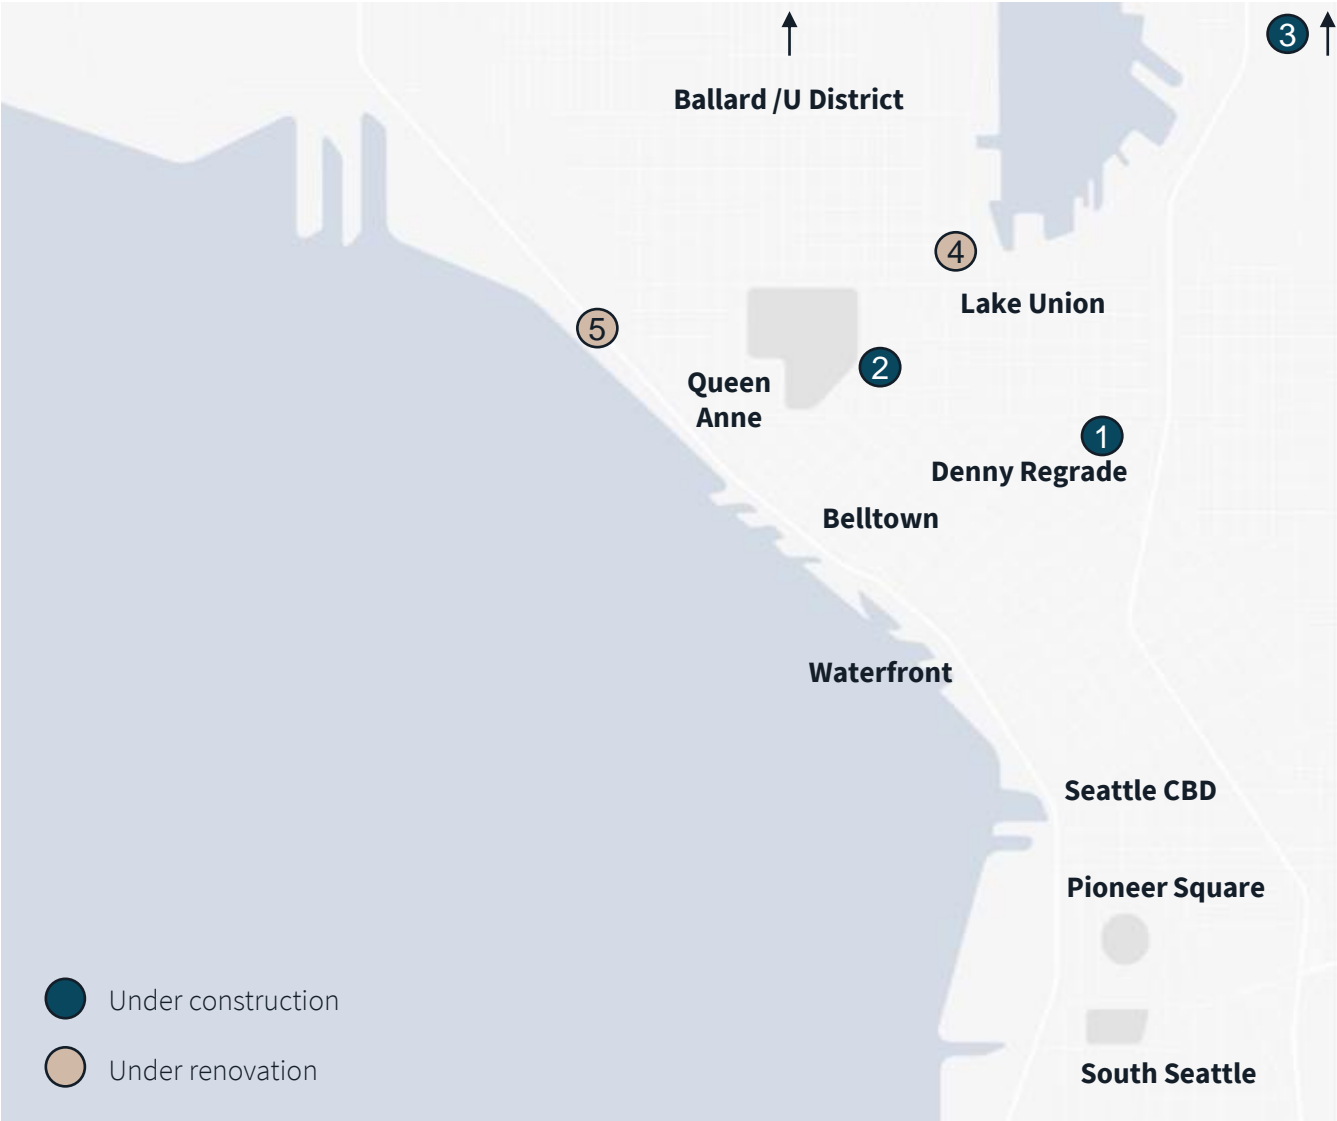 3
Ballard /U District
4
Lake Union
5
2
Queen
Anne
1
Denny Regrade
Belltown
Waterfront
Seattle CBD
Pioneer Square
Under construction
Under renovation
South Seattle